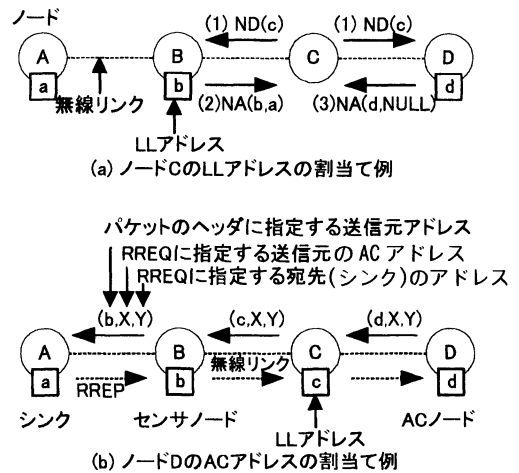 ノード
(1) ND(c) (1) ND(c)
A B C D
a b d
無線リンク (2)NA(b,a) (3)NA(d,NULL)
LLアドレス
(a) ノードCのLLアドレスの割当て例
パケットのヘッダに指定する送信元アドレス
RREQに指定する送信元のACアドレス
RREQに指定する宛先(シンク)のアドレス
(b,X,Y) (c,X,Y) (d,X,Y)
A B 無線リンク C D
a RREP b c d
シンク センサノード ACノード
LLアドレス
(b) ノードDのACアドレスの割当て例